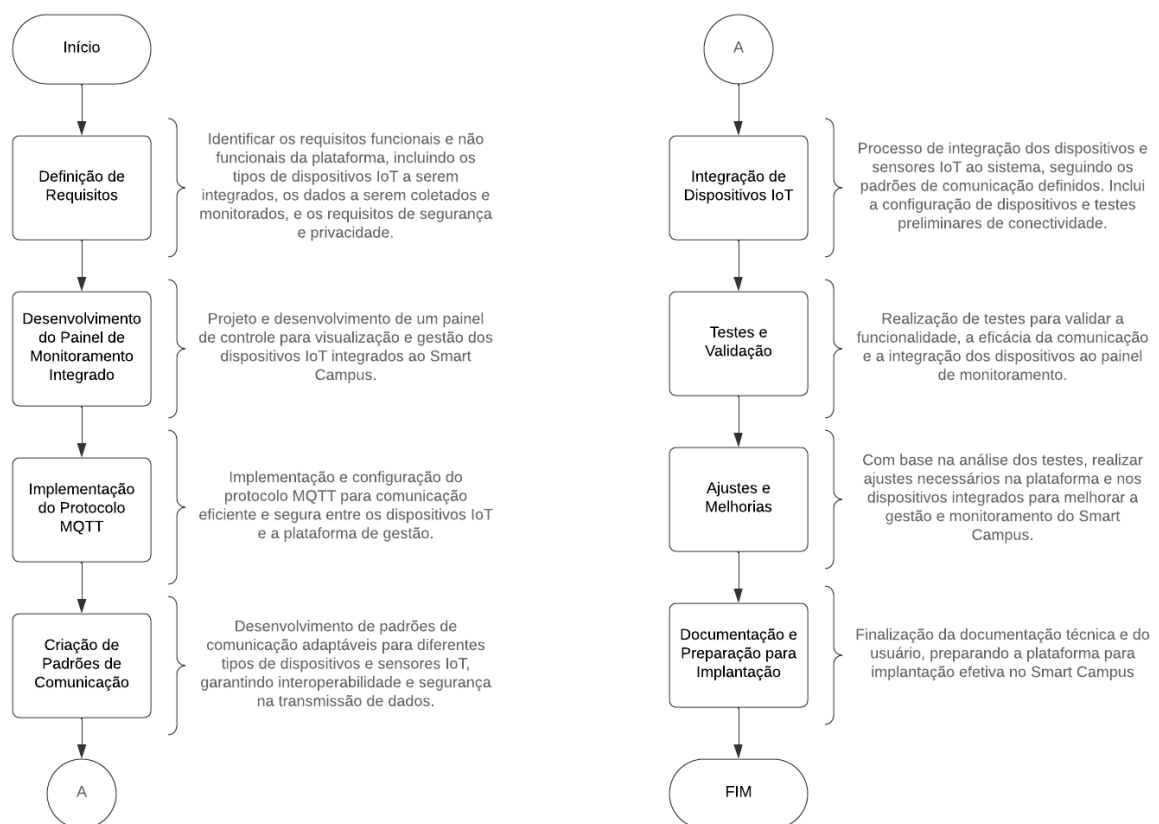 Início
Definição de
Requisitos
Identificar os requisitos funcionais e não
funcionais da plataforma, incluindo os
tipos de dispositivos IoT a serem
integrados, os dados a serem coletados e
monitorados, e os requisitos de segurança
e privacidade.
Desenvolvimento
do Painel de
Monitoramento
Integrado
Projeto e desenvolvimento de um painel
de controle para visualização e gestão dos
dispositivos IoT integrados ao Smart
Campus.
Implementação
do Protocolo
MQTT
Implementação e configuração do
protocolo MQTT para comunicação
eficiente e segura entre os dispositivos IoT
e a plataforma de gestão.
Criação de
Padrões de
Comunicação
Desenvolvimento de padrões de
comunicação adaptáveis para diferentes
tipos de dispositivos e sensores IoT,
garantindo interoperabilidade e segurança
na transmissão de dados.
A
A
Integração de
Dispositivos IoT
Processo de integração dos dispositivos e
sensores IoT ao sistema, seguindo os
padrões de comunicação definidos. Inclui
a configuração de dispositivos e testes
preliminares de conectividade.
Testes e
Validação
Realização de testes para validar a
funcionalidade, a eficácia da comunicação
e a integração dos dispositivos ao painel
de monitoramento.
Ajustes e
Melhorias
Com base na análise dos testes, realizar
ajustes necessários na plataforma e nos
dispositivos integrados para melhorar a
gestão e monitoramento do Smart
Campus.
Documentação e
Preparação para
Implantação
Finalização da documentação técnica e do
usuário, preparando a plataforma para
implantação efetiva no Smart Campus
FIM